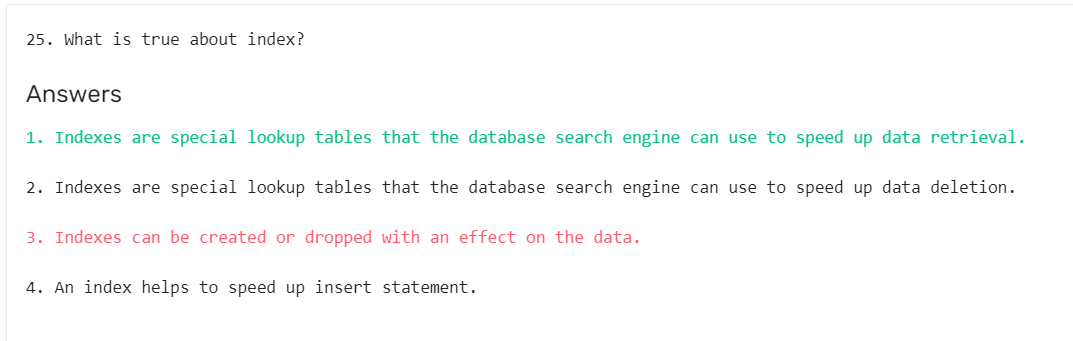 25. What is true about index?
Answers
1. Indexes are special lookup tables that the database search engine can use to speed up data retrieval.
2. Indexes are special lookup tables that the database search engine can use to speed up data deletion.
3. Indexes can be created or dropped with an effect on the data.
4. An index helps to speed up insert statement.